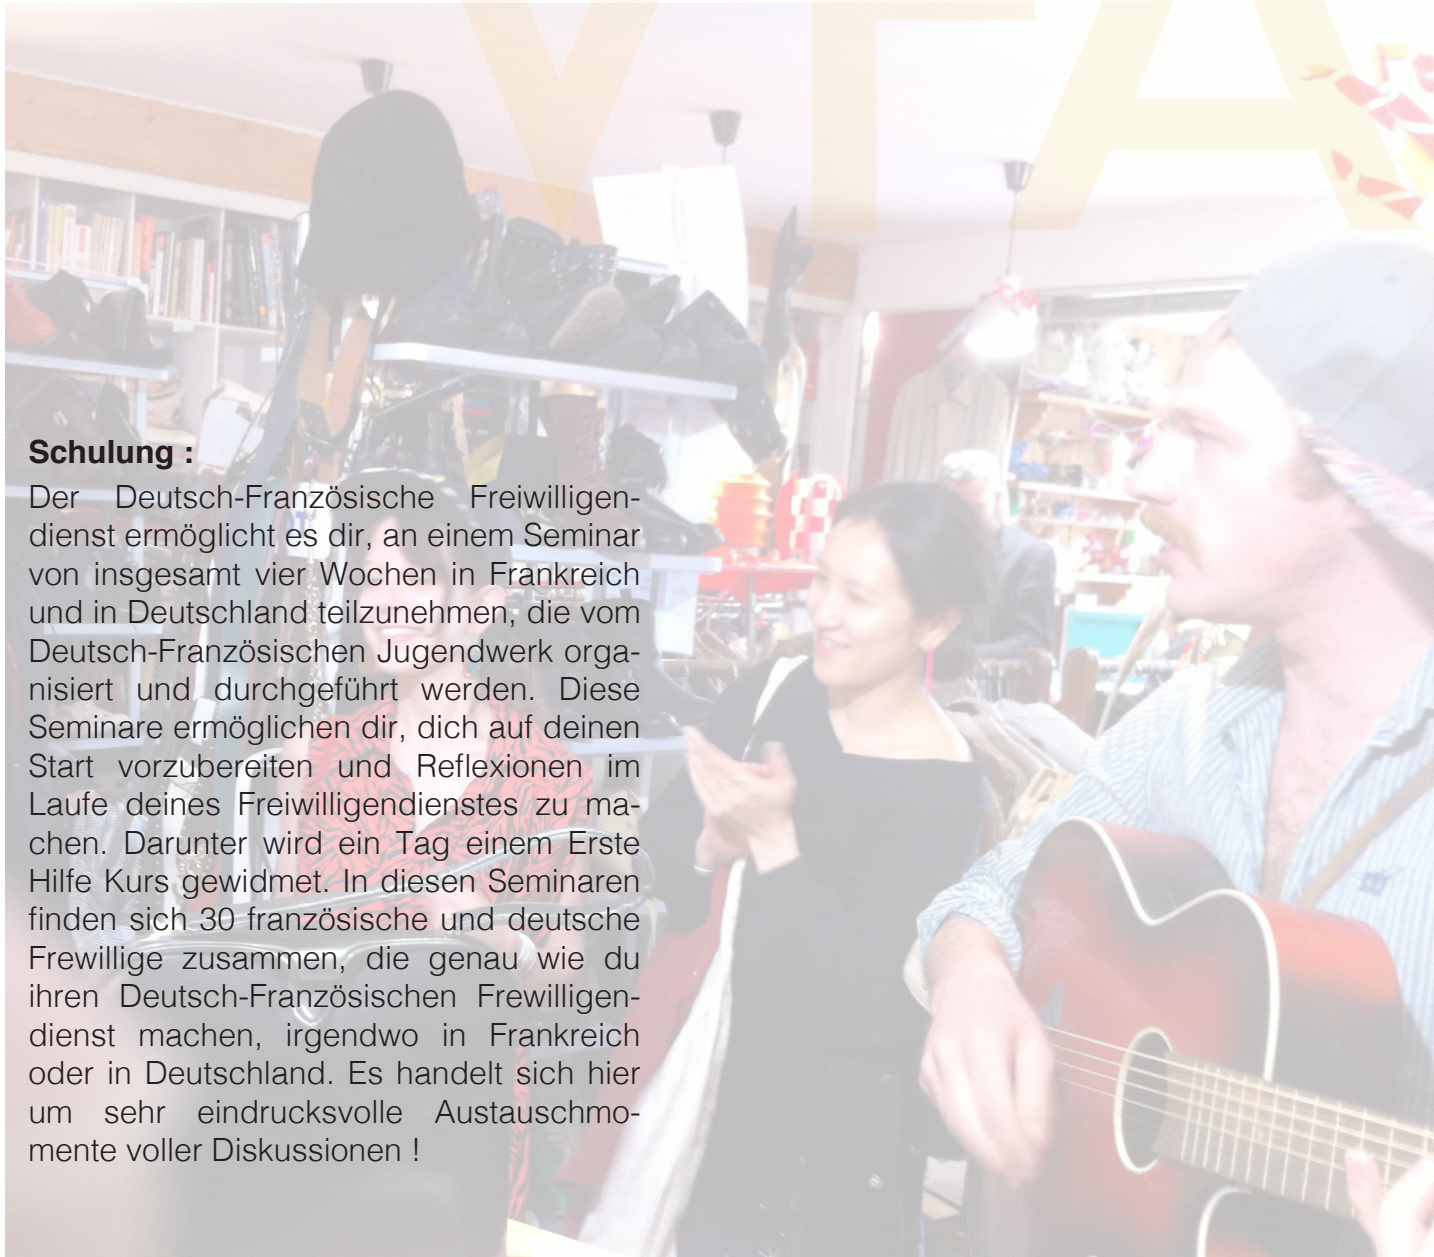 Schulung :
Der Deutsch-Französische Freiwilligen-
dienst ermöglicht es dir, an einem Seminar
von insgesamt vier Wochen in Frankreich
und in Deutschland teilzunehmen, die vom
Deutsch-Französischen Jugendwerk orga-
nisiert und durchgeführt werden. Diese
Seminare ermöglichen dir, dich auf deinen
Start vorzubereiten und Reflexionen im
Laufe deines Freiwilligendienstes zu ma-
chen. Darunter wird ein Tag einem Erste
Hilfe Kurs gewidmet. In diesen Seminaren
finden sich 30 französische und deutsche
Frewillige zusammen, die genau wie du
ihren Deutsch-Französischen Frewilligen-
dienst machen, irgendwo in Frankreich
oder in Deutschland. Es handelt sich hier
um sehr eindrucksvolle Austauschmo-
mente voller Diskussionen !